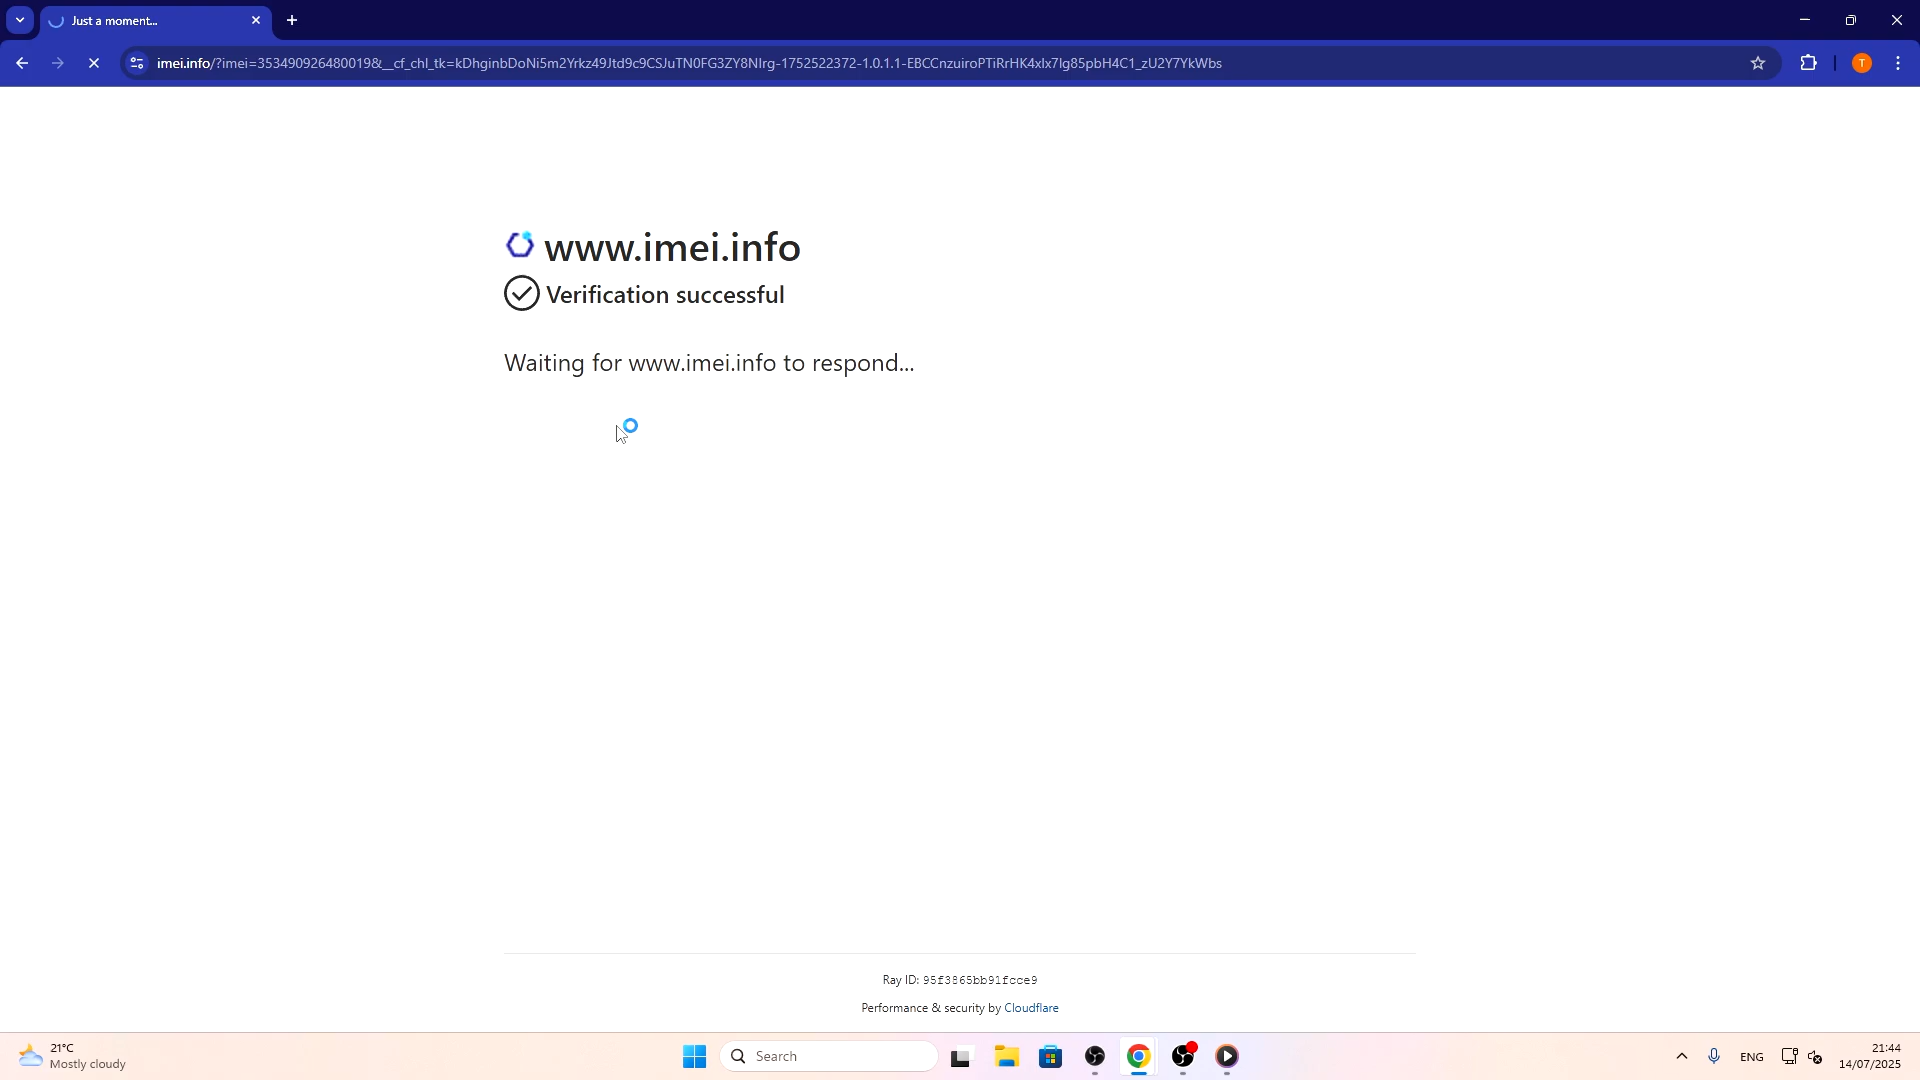 Just a moment...
imei.info/?imei=353490926480019&__cf_chl_tk=kDhginbDoNi5m2Yrkz49Jtd9c9CSJuTN0FG3ZY8NIrg-1752522372-1.0.1.1-EBCCnzuiroPTiRrHK4xlx7lg85pbH4C1_zU2Y7YkWbs
T
www.imei.info
Verification successful
Waiting for www.imei.info to respond...
Ray ID: 95f3865bb91fcce9
Performance & security by Cloudflare
21°C
Mostly cloudy
Search
ENG
21:44
14/07/2025